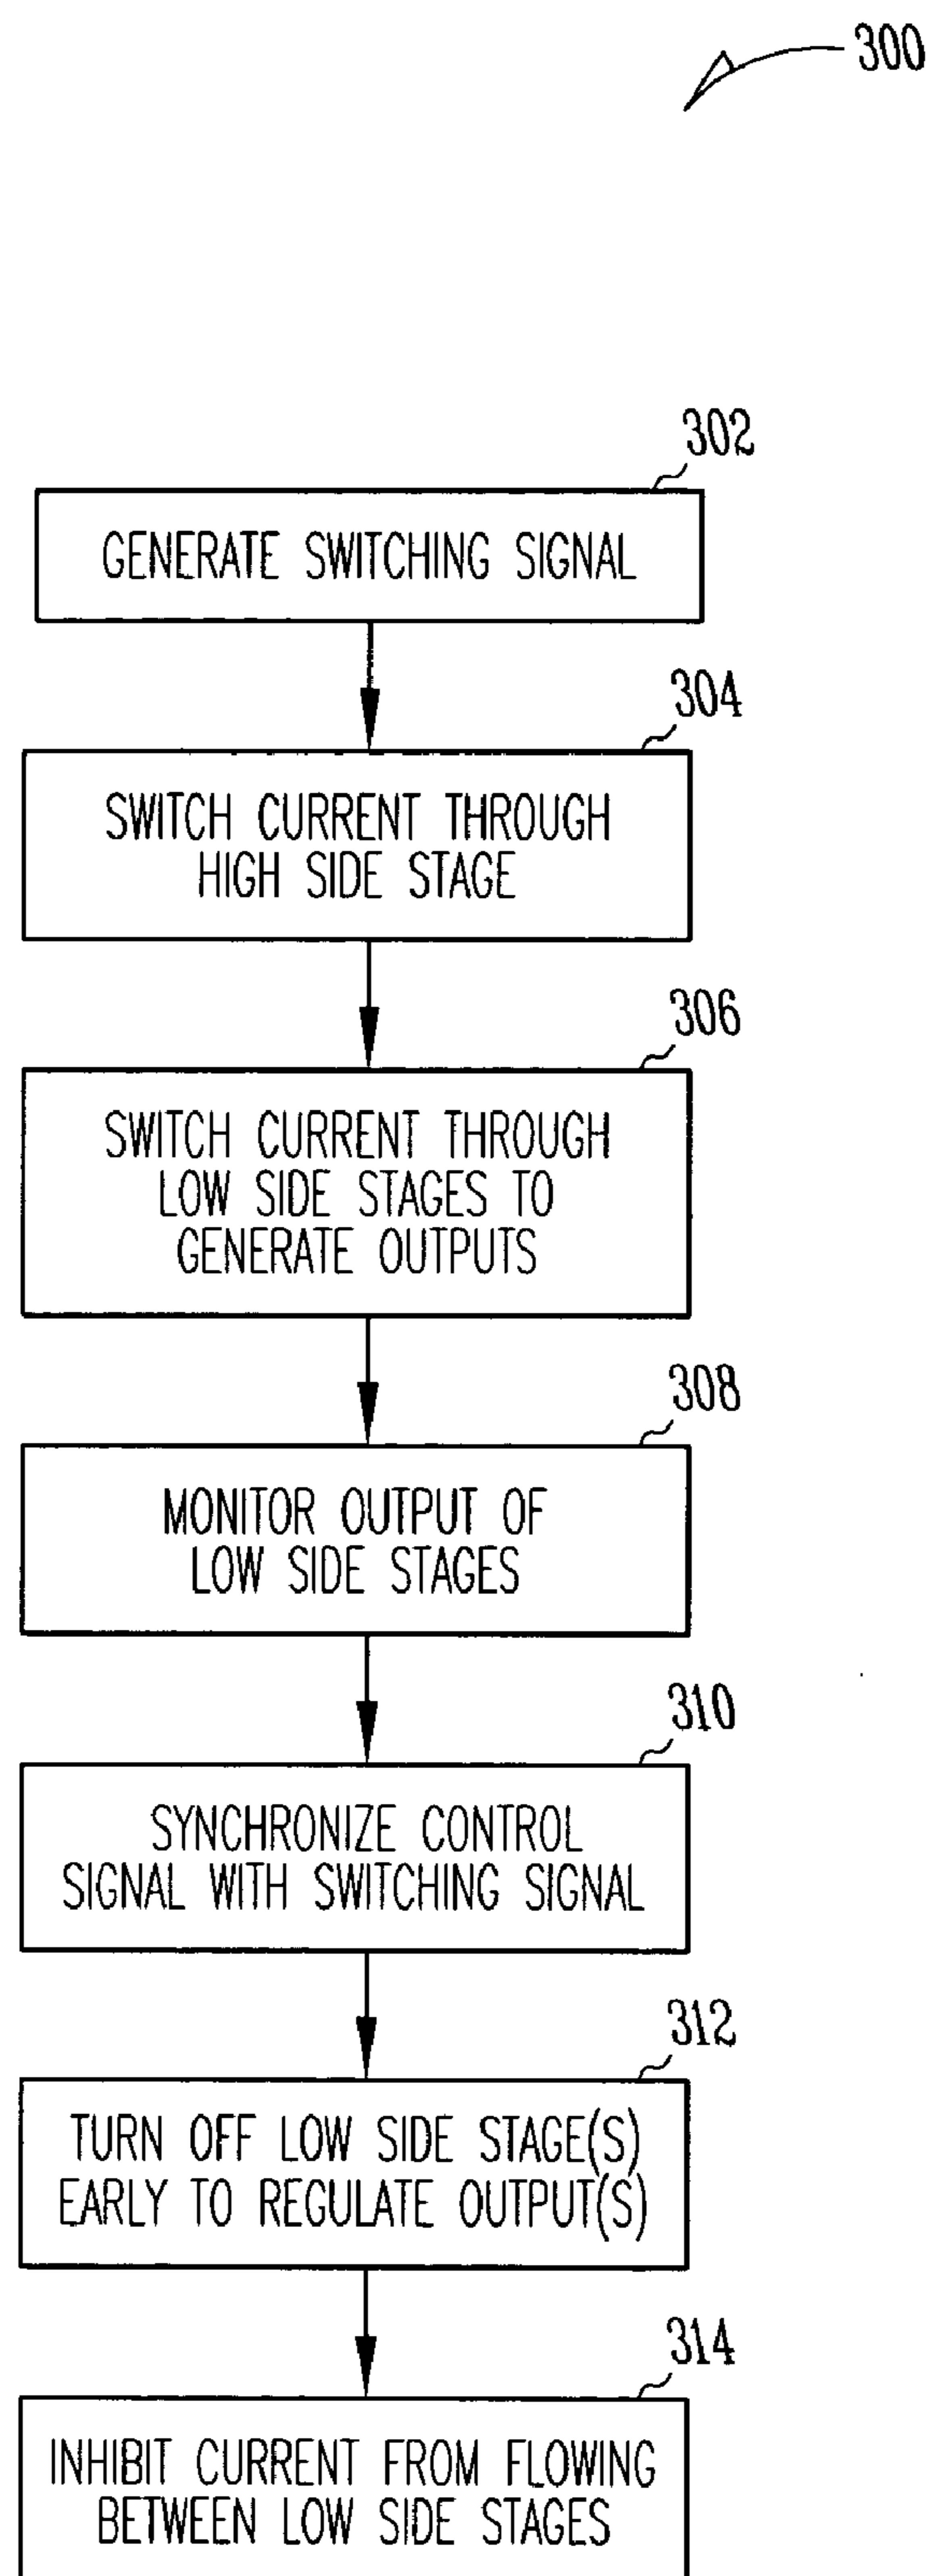 300
302
GENERATE SWITCHING SIGNAL
304
SWITCH CURRENT THROUGH
HIGH SIDE STAGE
306
SWITCH CURRENT THROUGH
LOW SIDE STAGES TO
GENERATE OUTPUTS
308
MONITOR OUTPUT OF
LOW SIDE STAGES
310
SYNCHRONIZE CONTROL
SIGNAL WITH SWITCHING SIGNAL
312
TURN OFF LOW SIDE STAGE(S)
EARLY TO REGULATE OUTPUT(S)
314
INHIBIT CURRENT FROM FLOWING
BETWEEN LOW SIDE STAGES